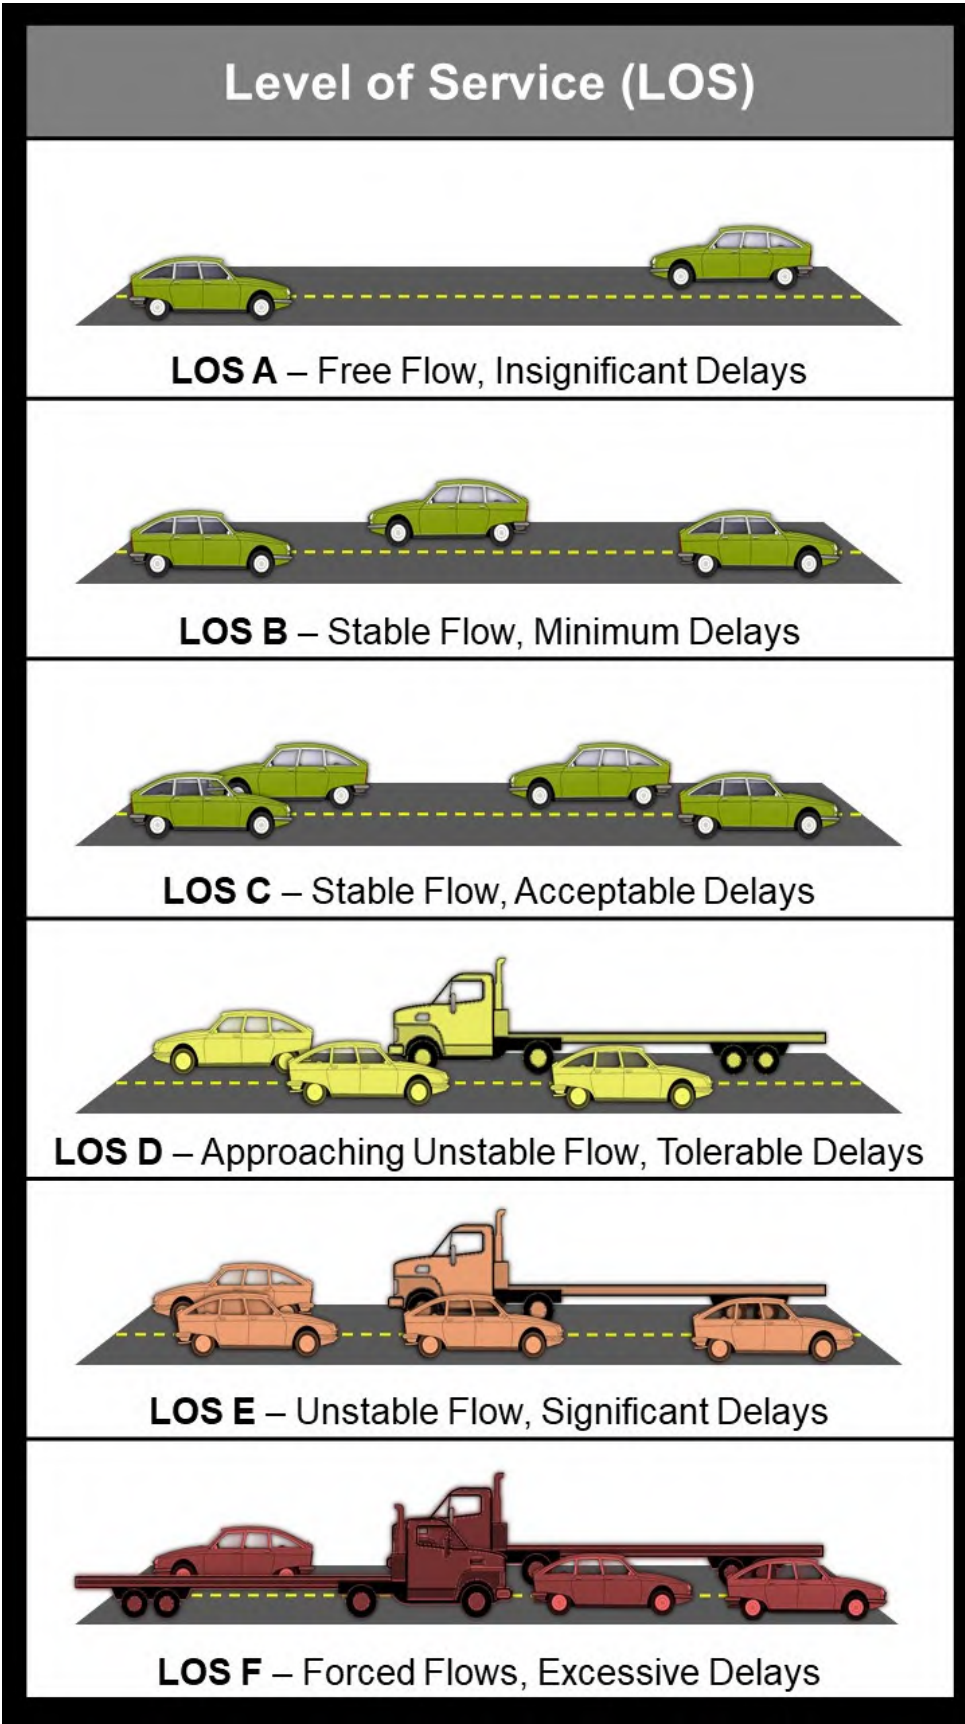 Level of Service (LOS)
LOS A – Free Flow, Insignificant Delays
LOS B – Stable Flow, Minimum Delays
LOS C – Stable Flow, Acceptable Delays
LOS D – Approaching Unstable Flow, Tolerable Delays
LOS E – Unstable Flow, Significant Delays
LOS F – Forced Flows, Excessive Delays